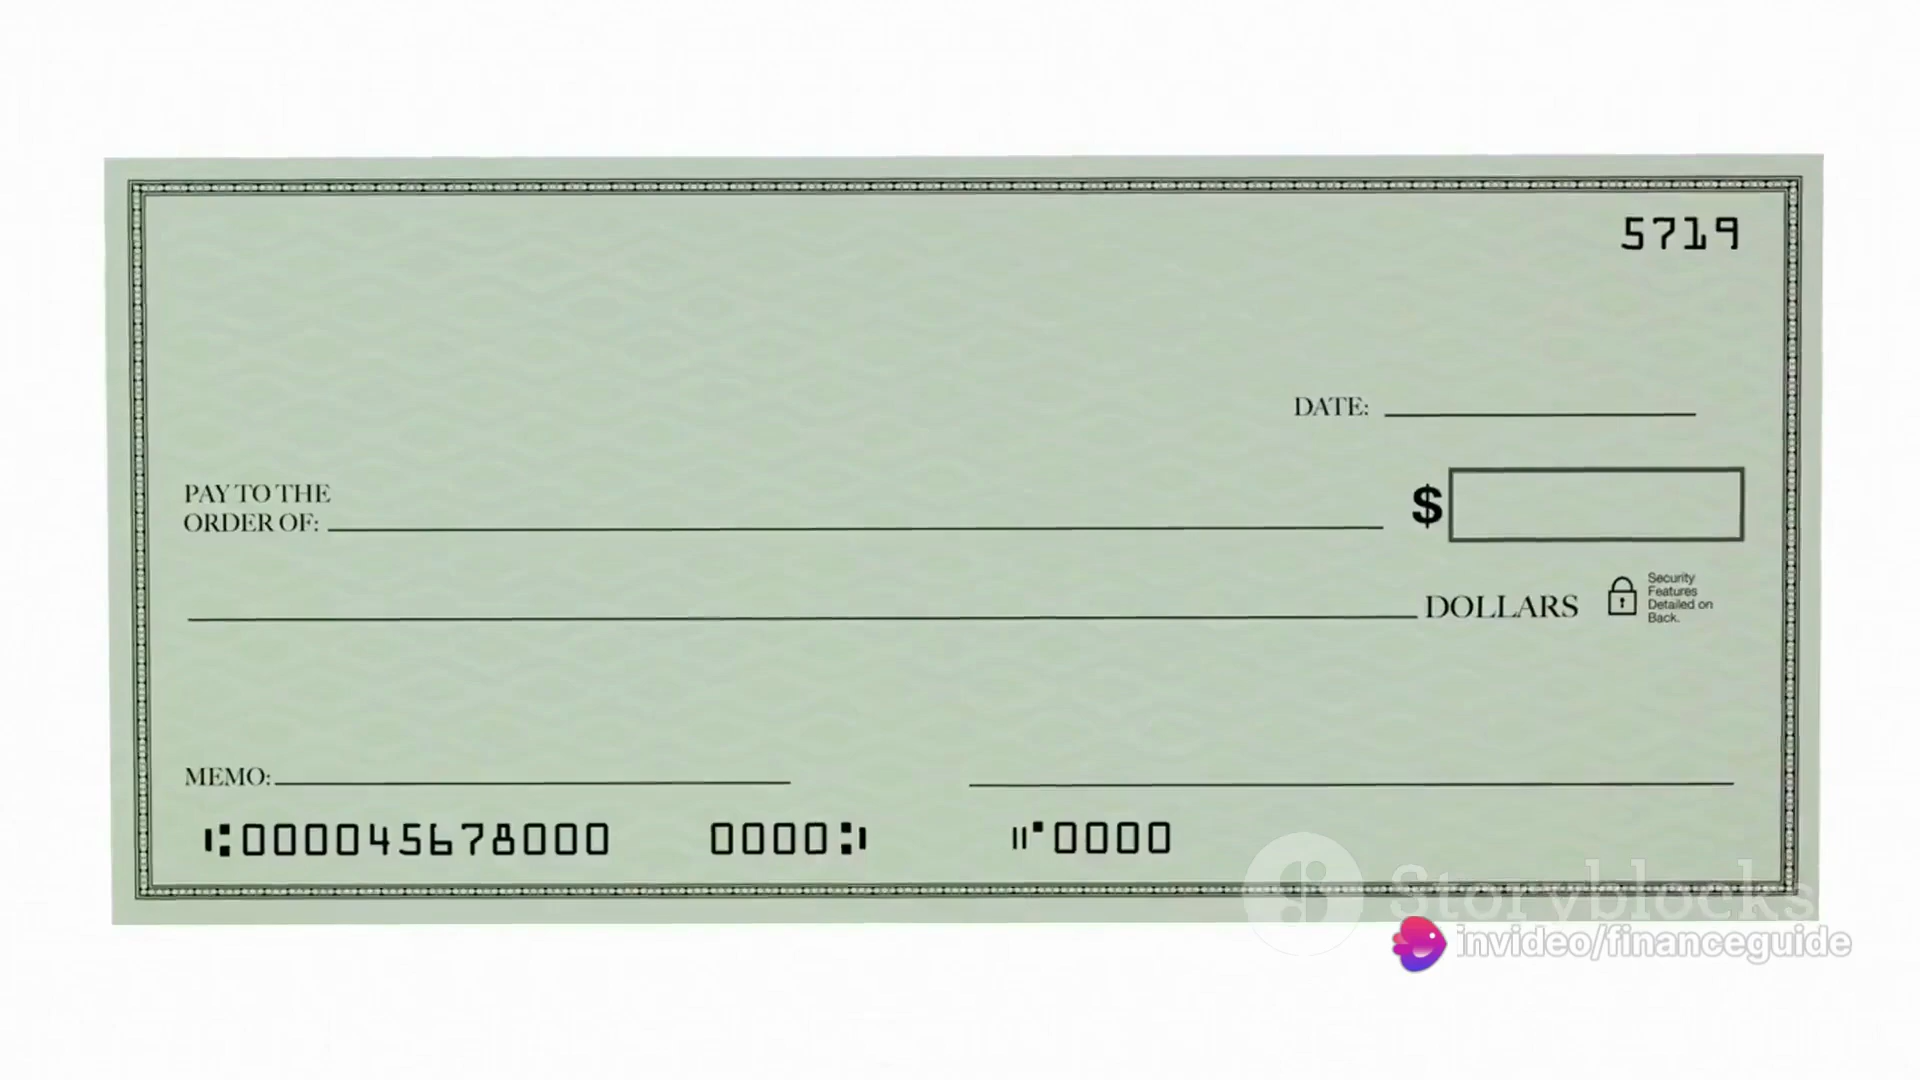 5719
DATE:
PAY TO THE
ORDER OF:
$
DOLLARS
Security
Features
Detailed on
Back.
MEMO:
⑆000045678000 0000⑆ ⑈0000
Storyblocks
invideo/financeguide